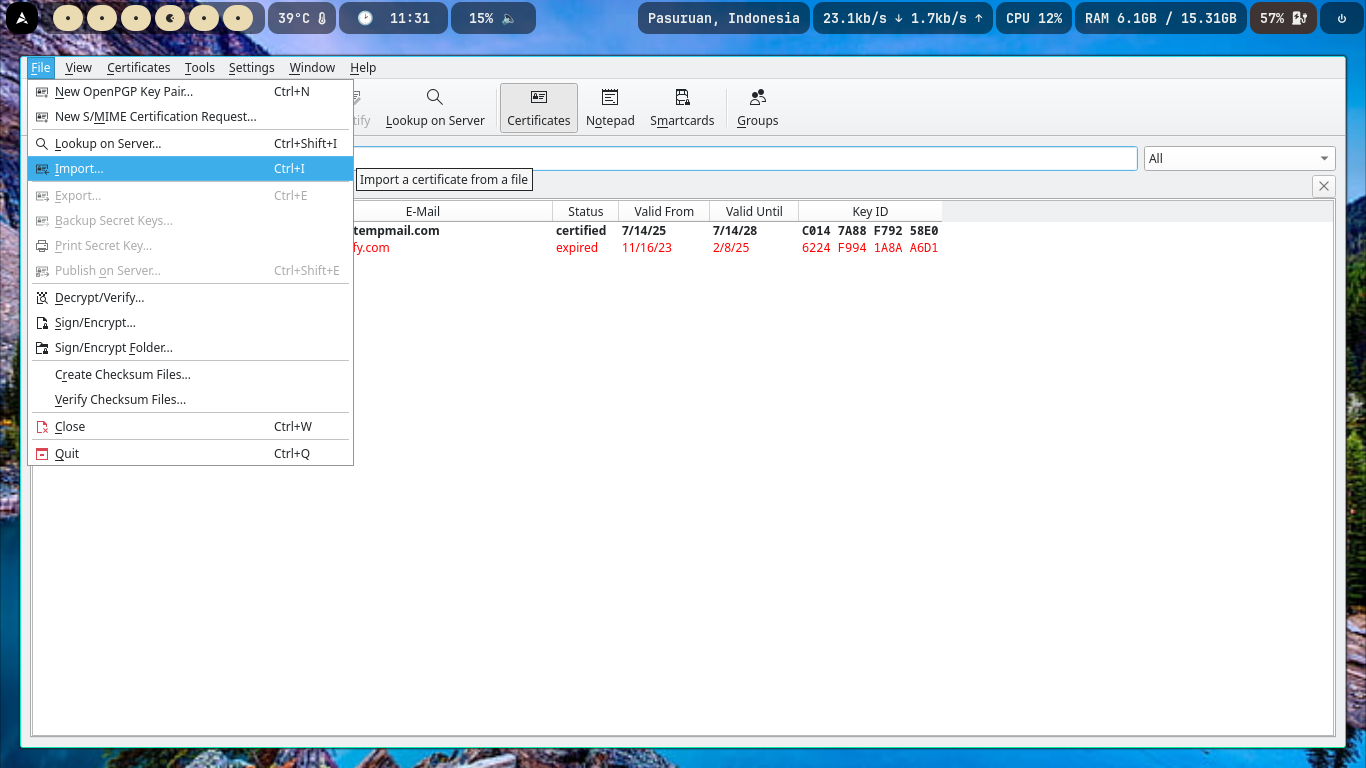 39°C 11:31 15% Pasuruan, Indonesia 23.1kb/s ↓ 1.7kb/s ↑ CPU 12% RAM 6.1GB / 15.31GB 57%
File View Certificates Tools Settings Window Help
New OpenPGP Key Pair... Ctrl+N
New S/MIME Certification Request...
Lookup on Server... Ctrl+Shift+I
Import... Ctrl+I
Export... Ctrl+E
Backup Secret Keys...
Print Secret Key...
Publish on Server... Ctrl+Shift+E
Decrypt/Verify...
Sign/Encrypt...
Sign/Encrypt Folder...
Create Checksum Files...
Verify Checksum Files...
Close Ctrl+W
Quit Ctrl+Q
tify Lookup on Server Certificates Notepad Smartcards Groups
All
Import a certificate from a file
E-Mail Status Valid From Valid Until Key ID
tempmail.com certified 7/14/25 7/14/28 C014 7A88 F792 58E0
fy.com expired 11/16/23 2/8/25 6224 F994 1A8A A6D1